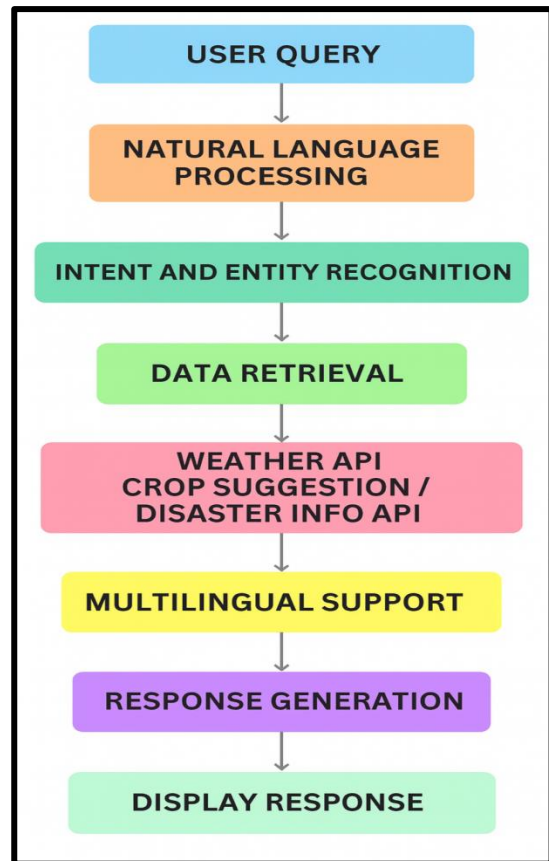 USER QUERY
NATURAL LANGUAGE
PROCESSING
INTENT AND ENTITY RECOGNITION
DATA RETRIEVAL
WEATHER API
CROP SUGGESTION /
DISASTER INFO API
MULTILINGUAL SUPPORT
RESPONSE GENERATION
DISPLAY RESPONSE